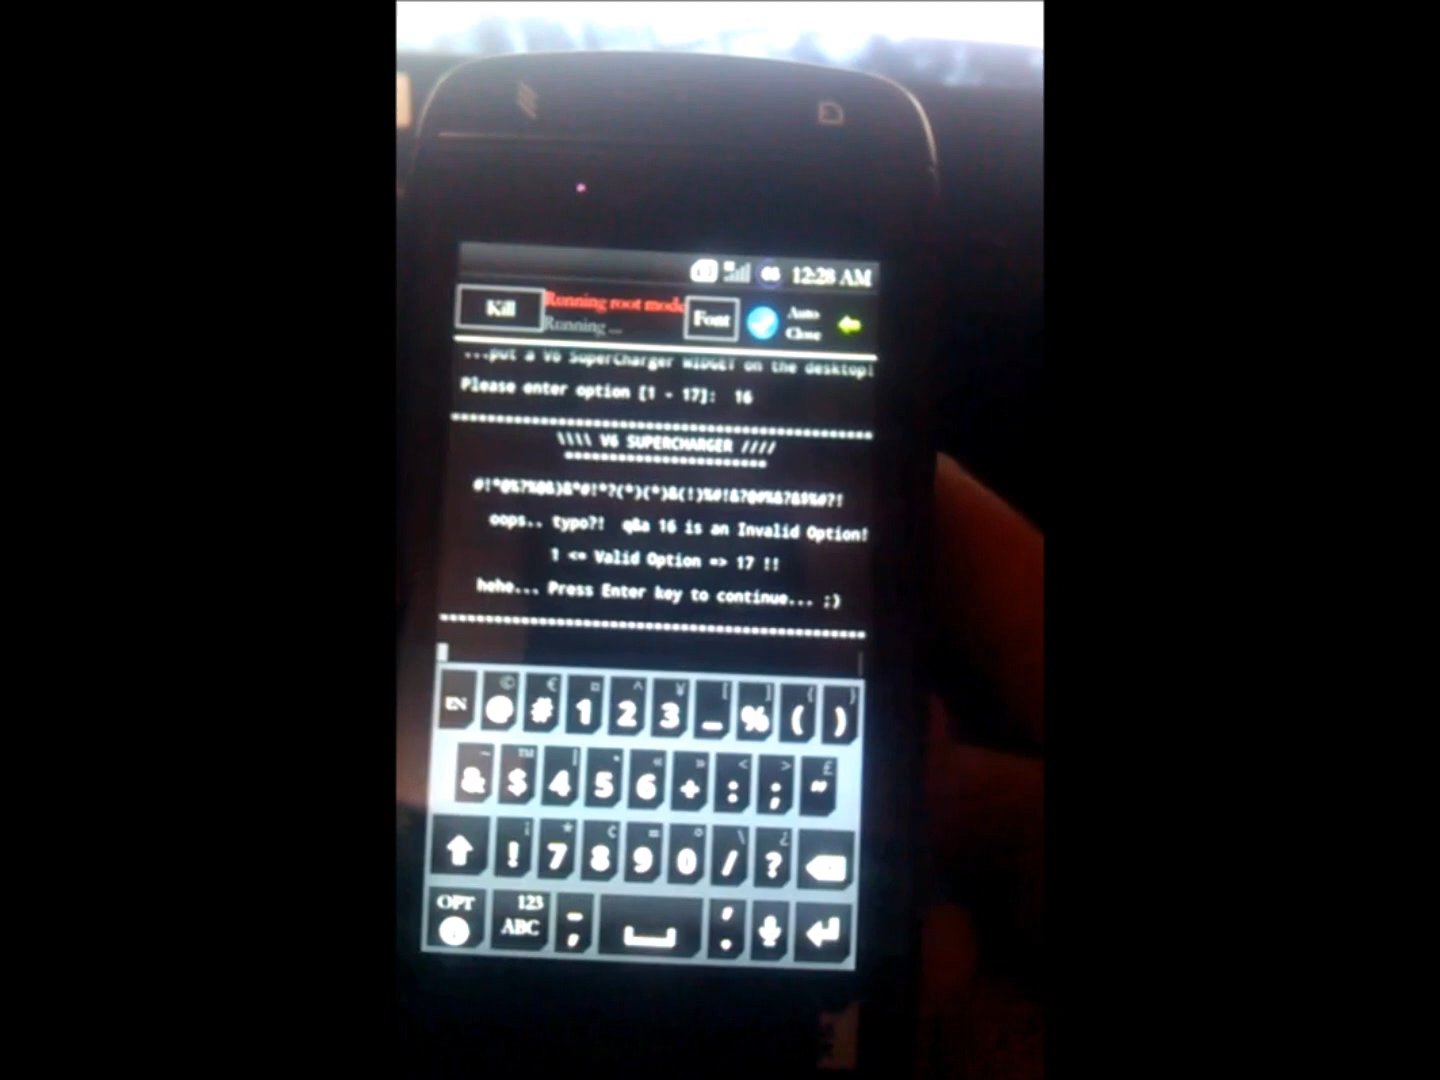 12:28 AM
Kill
Running root mode
Running ...
Font
Auto
Close
...put a V6 SuperCharger WIDGET on the desktop!
Please enter option [1 - 17]: 16
****************************************************
\\\\ V6 SUPERCHARGER ////
************************
oops.. typo?! q&a 16 is an Invalid Option!
1 <= Valid Option => 17 !!
hehe... Press Enter key to continue... ;)
****************************************************
EN @ # 1 2 3 _ % ( )
& $ 4 5 6 + : ; "
! 7 8 9 0 / ?
OPT 123
ABC